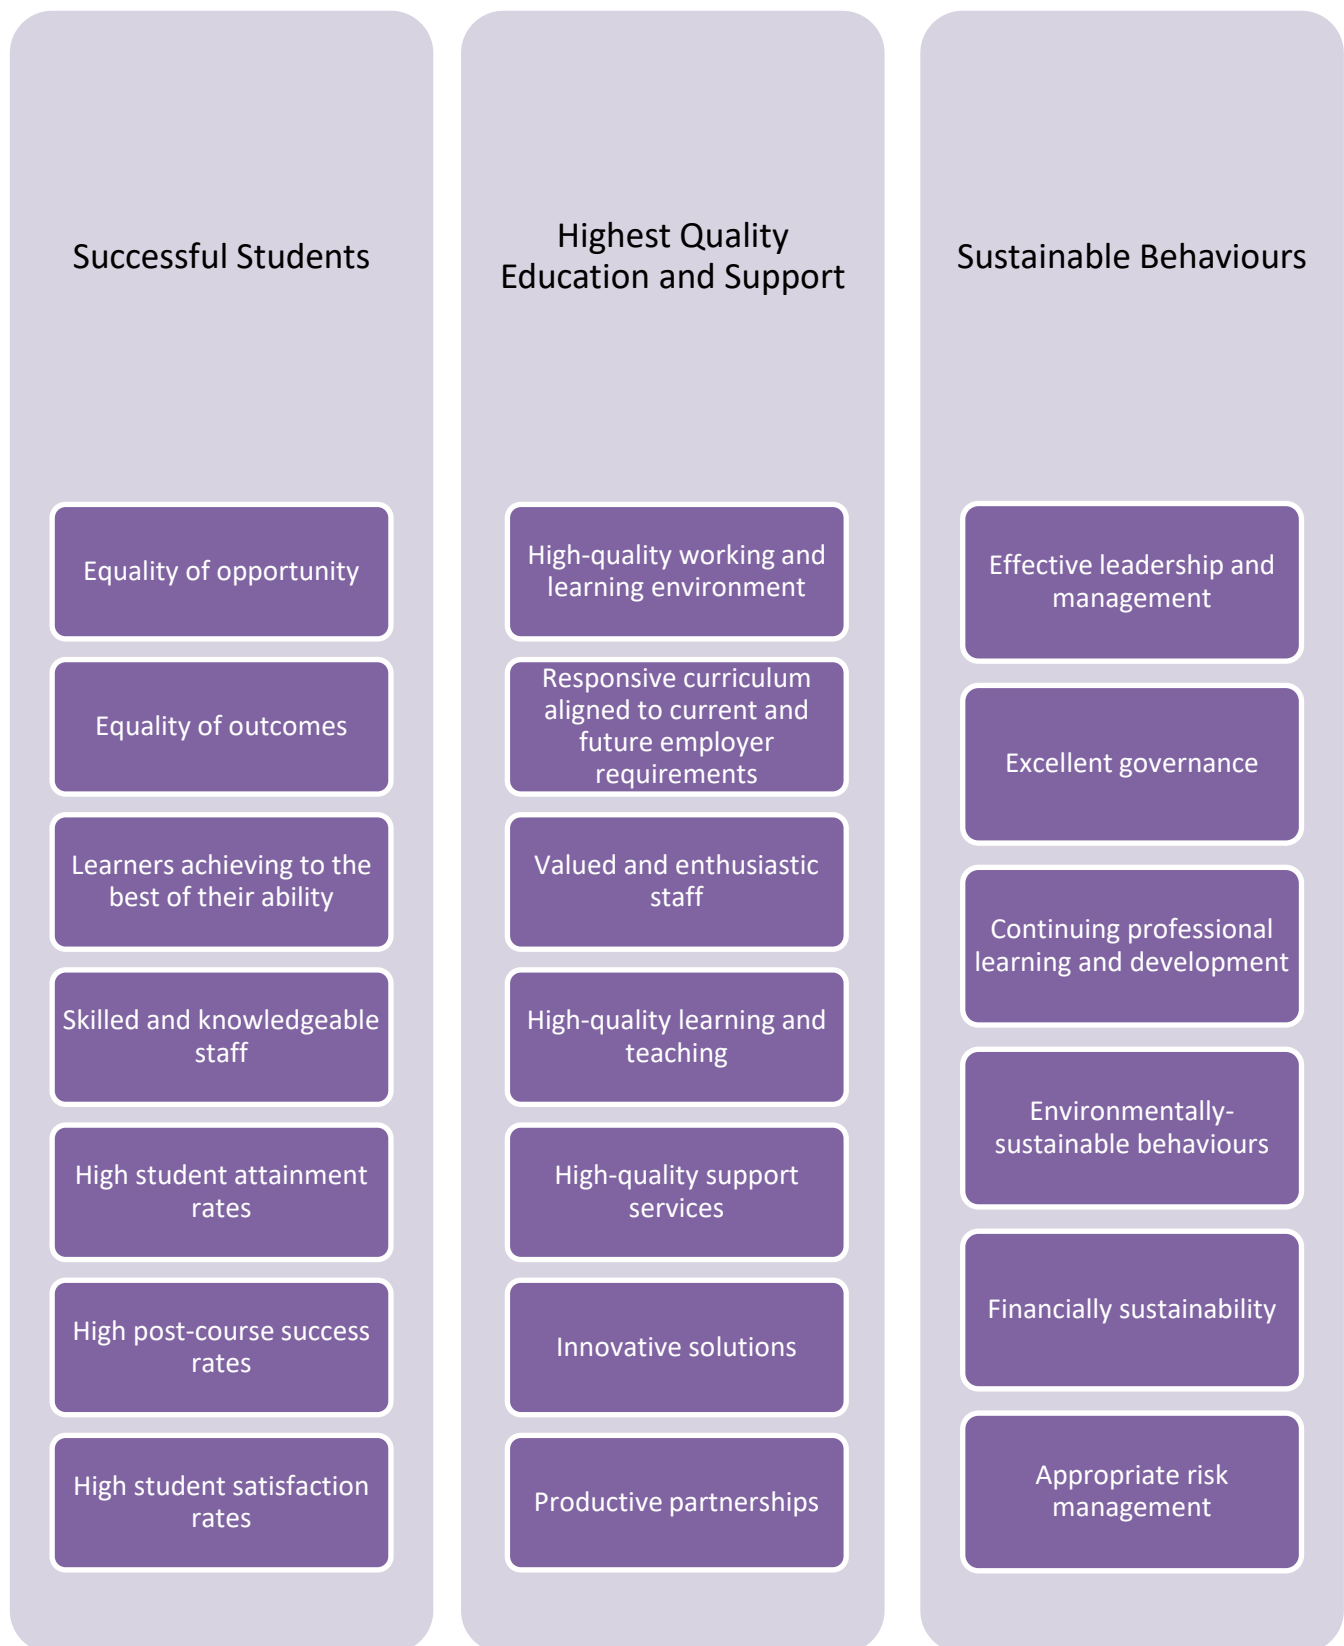 Successful Students
Equality of opportunity
Equality of outcomes
Learners achieving to the
best of their ability
Skilled and knowledgeable
staff
High student attainment
rates
High post-course success
rates
High student satisfaction
rates
Highest Quality
Education and Support
High-quality working and
learning environment
Responsive curriculum
aligned to current and
future employer
requirements
Valued and enthusiastic
staff
High-quality learning and
teaching
High-quality support
services
Innovative solutions
Productive partnerships
Sustainable Behaviours
Effective leadership and
management
Excellent governance
Continuing professional
learning and development
Environmentally-
sustainable behaviours
Financially sustainability
Appropriate risk
management